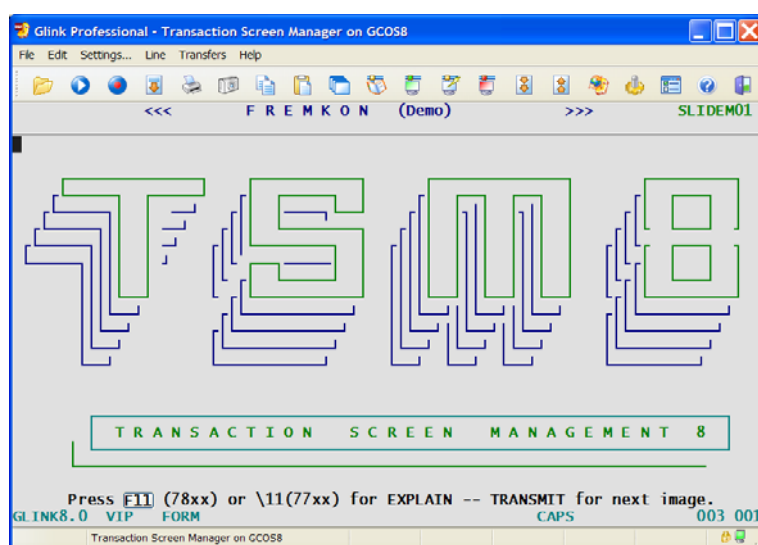 Glink Professional - Transaction Screen Manager on GCOS8
File Edit Settings... Line Transfers Help
<<< F R E M K O N (Demo) >>> SLIDEM01
TSM8
T R A N S A C T I O N S C R E E N M A N A G E M E N T 8
Press F11 (78xx) or \11(77xx) for EXPLAIN -- TRANSMIT for next image.
GLINK8.0 VIP FORM CAPS 003 001
Transaction Screen Manager on GCOS8